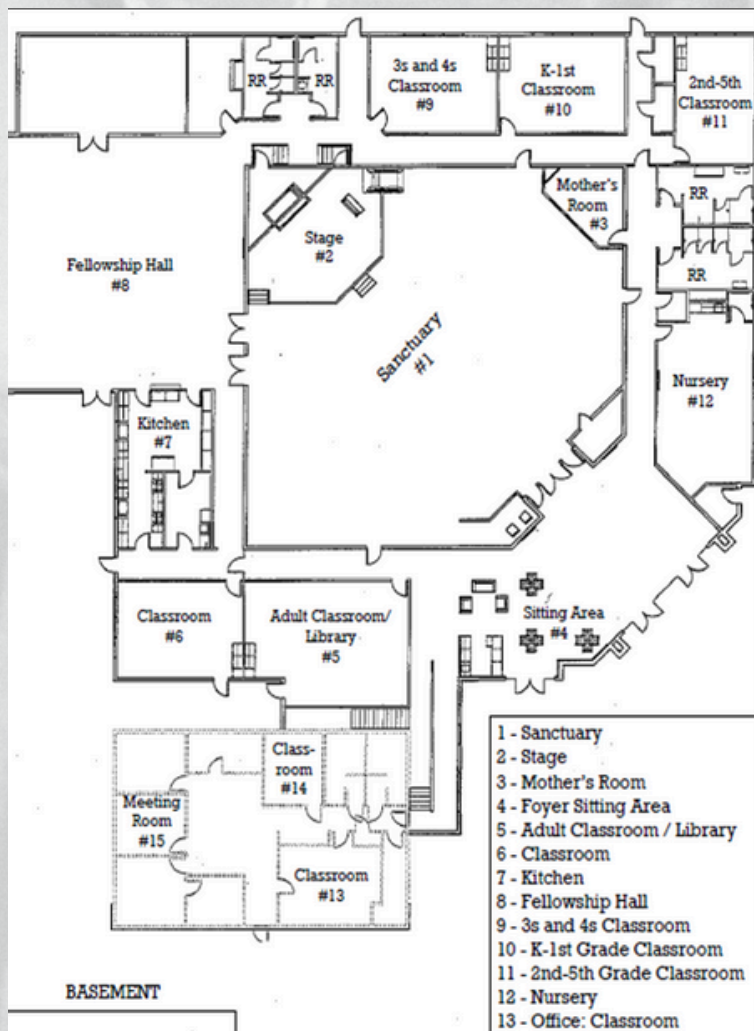 RR
RR
3s and 4s
Classroom
#9
K-1st
Classroom
#10
2nd-5th
Classroom
#11
Mother's
Room
#3
RR
RR
Stage
#2
Fellowship Hall
#8
Sanctuary
#1
Nursery
#12
Kitchen
#7
Classroom
#6
Adult Classroom/
Library
#5
Sitting Area
#4
Class-
room
#14
Meeting
Room
#15
Classroom
#13
1 - Sanctuary
2 - Stage
3 - Mother's Room
4 - Foyer Sitting Area
5 - Adult Classroom / Library
6 - Classroom
7 - Kitchen
8 - Fellowship Hall
9 - 3s and 4s Classroom
10 - K-1st Grade Classroom
11 - 2nd-5th Grade Classroom
12 - Nursery
13 - Office: Classroom
BASEMENT